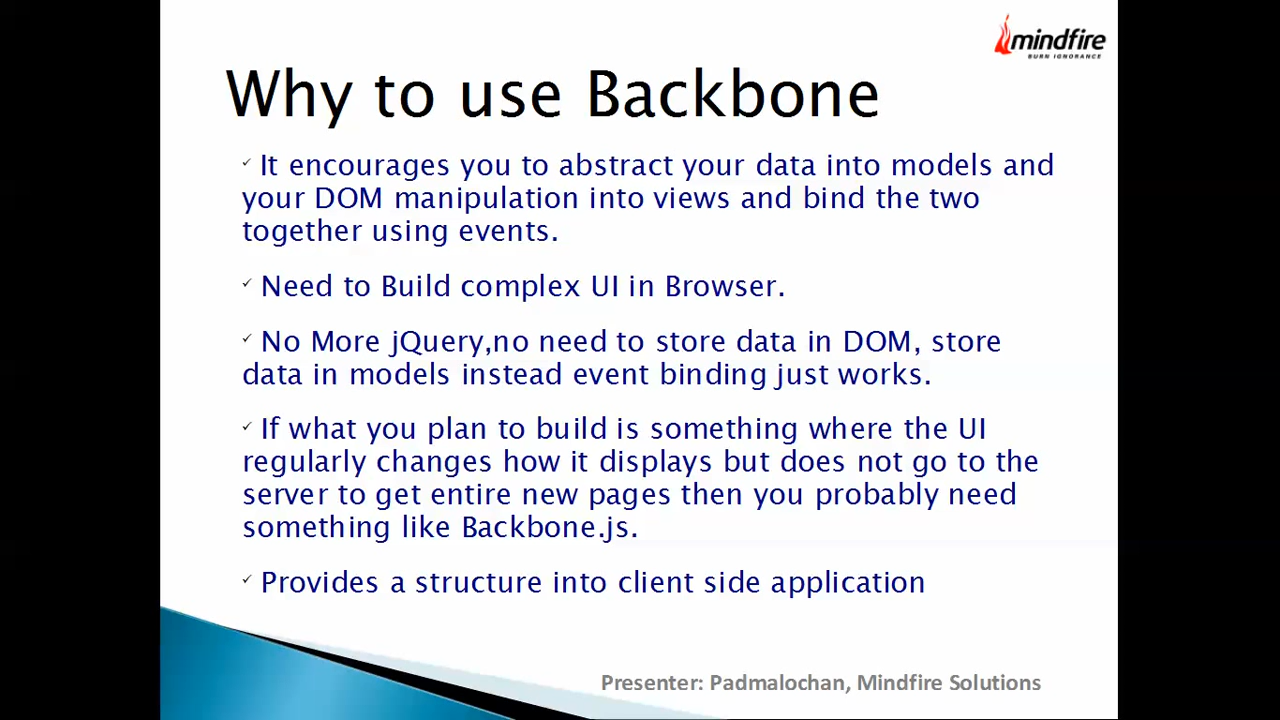 mindfire
BURN IGNORANCE
Why to use Backbone
✓ It encourages you to abstract your data into models and
your DOM manipulation into views and bind the two
together using events.
✓ Need to Build complex UI in Browser.
✓ No More jQuery,no need to store data in DOM, store
data in models instead event binding just works.
✓ If what you plan to build is something where the UI
regularly changes how it displays but does not go to the
server to get entire new pages then you probably need
something like Backbone.js.
✓ Provides a structure into client side application
Presenter: Padmalochan, Mindfire Solutions